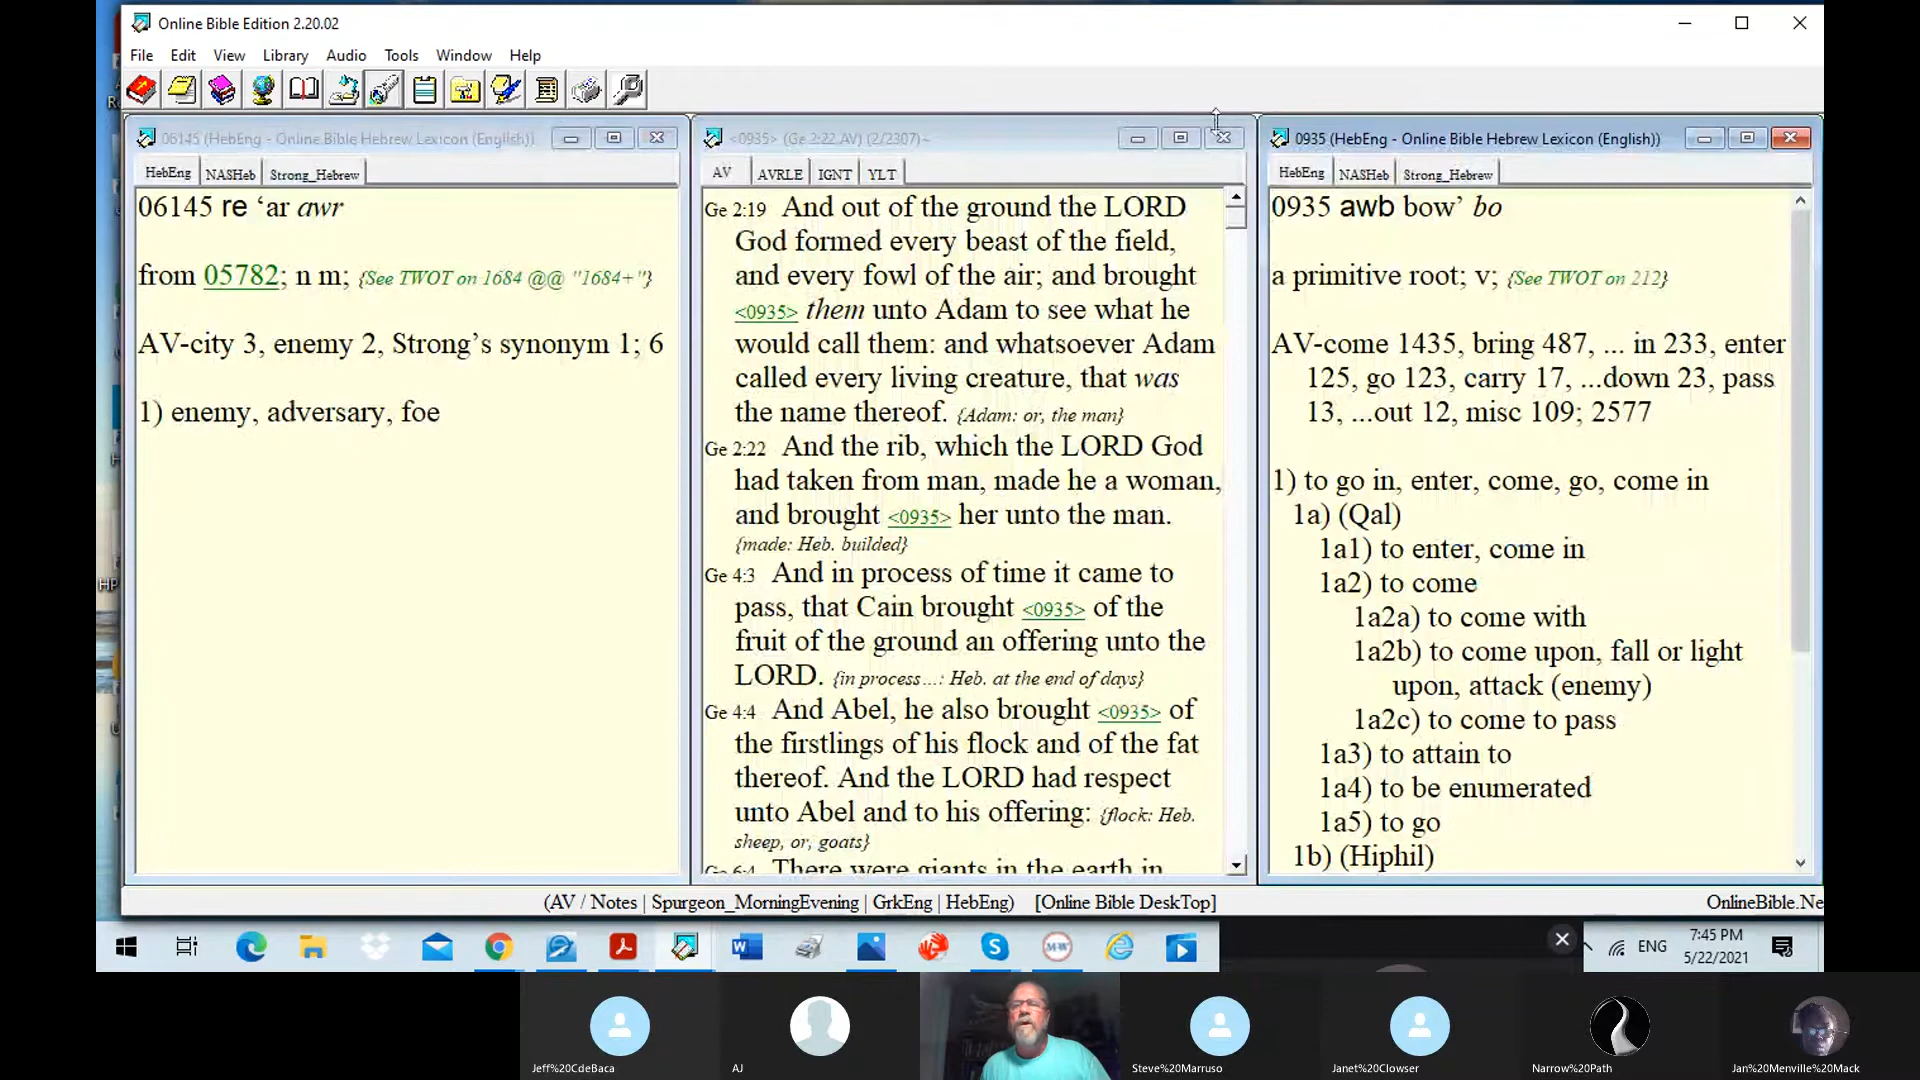 Online Bible Edition 2.20.02
File Edit View Library Audio Tools Window Help
06145 (HebEng - Online Bible Hebrew Lexicon (English))
HebEng NASHeb Strong_Hebrew
06145 re ‘ar awr
from 05782; n m; {See TWOT on 1684 @@ "1684+"}
AV-city 3, enemy 2, Strong’s synonym 1; 6
1) enemy, adversary, foe
<0935> (Ge 2:22 AV) (2/2307)~
AV AVRLE IGNT YLT
Ge 2:19 And out of the ground the LORD
God formed every beast of the field,
and every fowl of the air; and brought
<0935> them unto Adam to see what he
would call them: and whatsoever Adam
called every living creature, that was
the name thereof. {Adam: or, the man}
Ge 2:22 And the rib, which the LORD God
had taken from man, made he a woman,
and brought <0935> her unto the man.
{made: Heb. builded}
Ge 4:3 And in process of time it came to
pass, that Cain brought <0935> of the
fruit of the ground an offering unto the
LORD. {in process…: Heb. at the end of days}
Ge 4:4 And Abel, he also brought <0935> of
the firstlings of his flock and of the fat
thereof. And the LORD had respect
unto Abel and to his offering: {flock: Heb.
sheep, or, goats}
Ge 6:4 There were giants in the earth in
0935 (HebEng - Online Bible Hebrew Lexicon (English))
HebEng NASHeb Strong_Hebrew
0935 awb bow’ bo
a primitive root; v; {See TWOT on 212}
AV-come 1435, bring 487, ... in 233, enter
125, go 123, carry 17, ...down 23, pass
13, ...out 12, misc 109; 2577
1) to go in, enter, come, go, come in
1a) (Qal)
1a1) to enter, come in
1a2) to come
1a2a) to come with
1a2b) to come upon, fall or light
upon, attack (enemy)
1a2c) to come to pass
1a3) to attain to
1a4) to be enumerated
1a5) to go
1b) (Hiphil)
(AV / Notes | Spurgeon_MorningEvening | GrkEng | HebEng) [Online Bible DeskTop] OnlineBible.Ne
HP
ENG
7:45 PM
5/22/2021
Jeff%20CdeBaca
AJ
Steve%20Marruso
Janet%20Clowser
Narrow%20Path
Jan%20Menville%20Mack